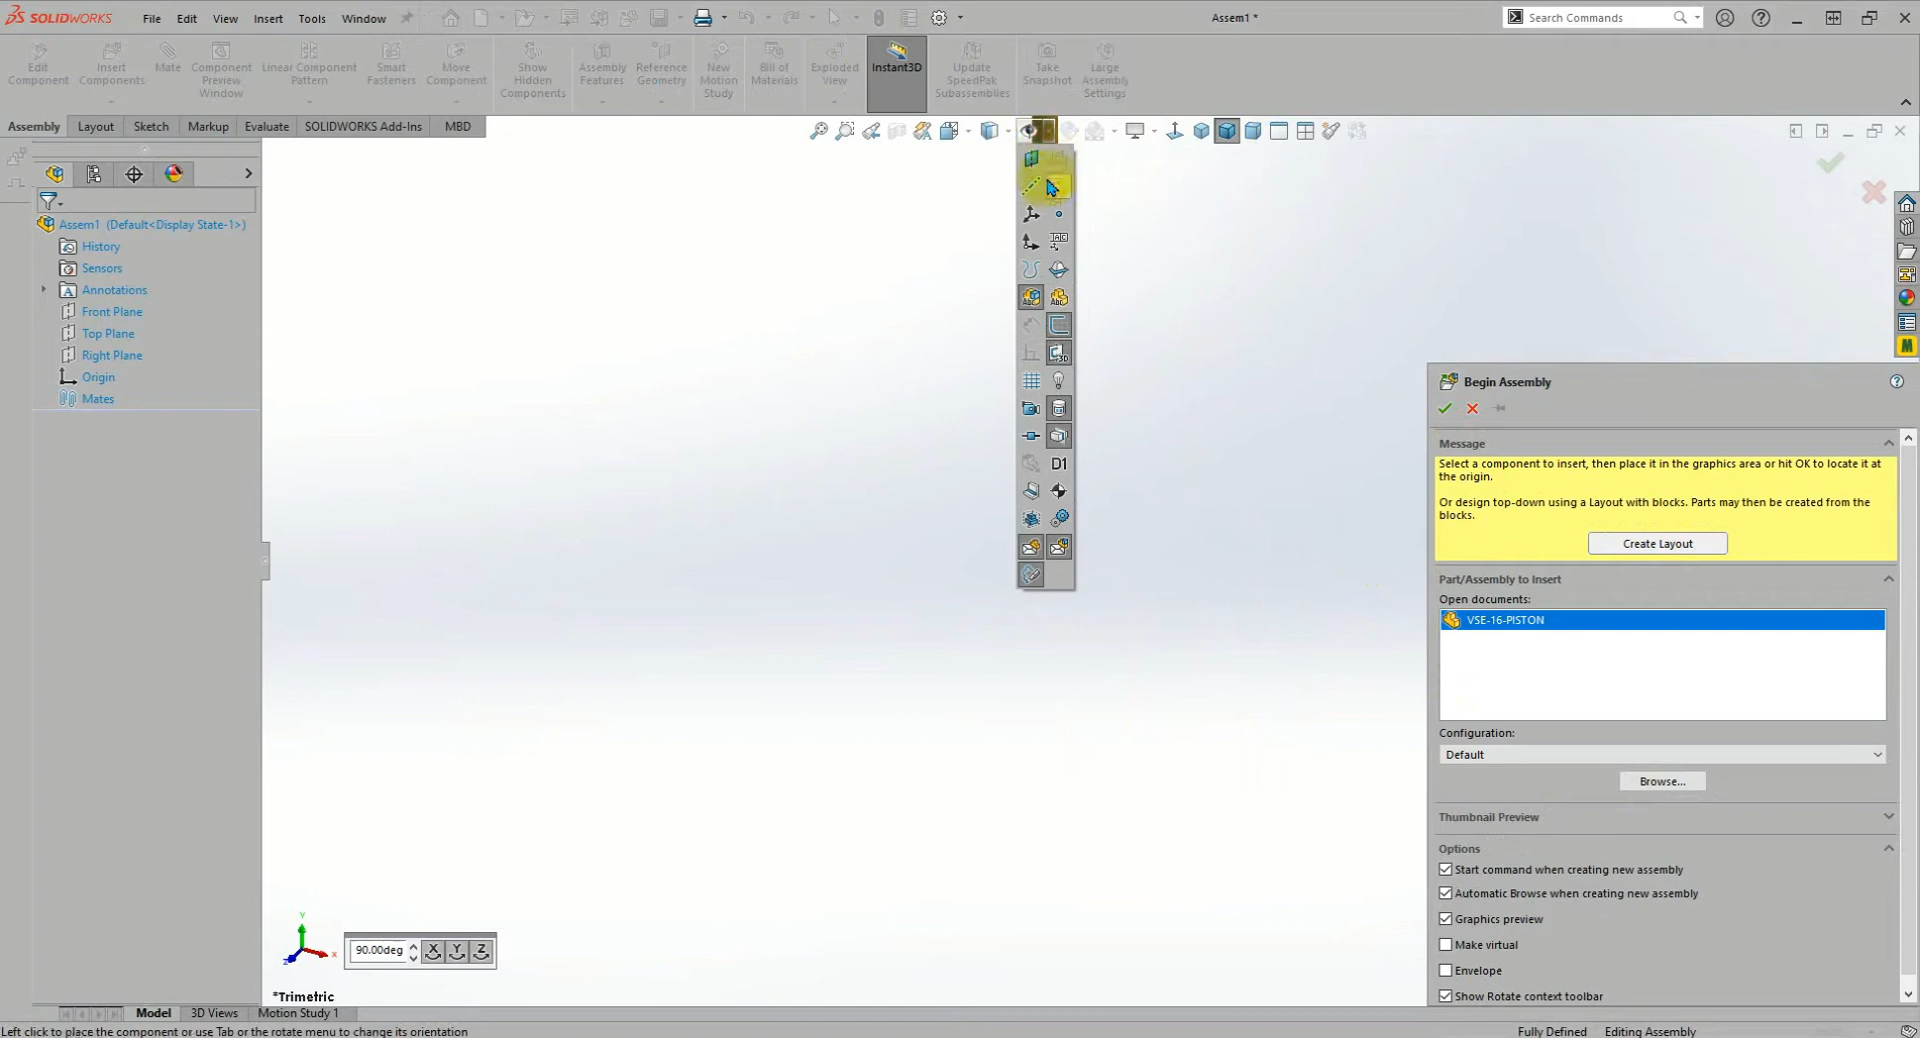 SOLIDWORKS
File Edit View Insert Tools Window
Assem1 *
Search Commands
Edit
Component
Insert
Components
Mate
Component
Preview
Window
Linear Component
Pattern
Smart
Fasteners
Move
Component
Show
Hidden
Components
Assembly
Features
Reference
Geometry
New
Motion
Study
Bill of
Materials
Exploded
View
Instant3D
Update
SpeedPak
Subassemblies
Take
Snapshot
Large
Assembly
Settings
Assembly Layout Sketch Markup Evaluate SOLIDWORKS Add-Ins MBD
Assem1 (Default<Display State-1>)
History
Sensors
Annotations
Front Plane
Top Plane
Right Plane
Origin
Mates
D1
Begin Assembly
Message
Select a component to insert, then place it in the graphics area or hit OK to locate it at
the origin.
Or design top-down using a Layout with blocks. Parts may then be created from the
blocks.
Create Layout
Part/Assembly to Insert
Open documents:
VSE-16-PISTON
Configuration:
Default
Browse...
Thumbnail Preview
Options
Start command when creating new assembly
Automatic Browse when creating new assembly
Graphics preview
Make virtual
Envelope
Show Rotate context toolbar
Y
X
Z
90.00deg X Y Z
*Trimetric
Model 3D Views Motion Study 1
Left click to place the component or use Tab or the rotate menu to change its orientation
Fully Defined Editing Assembly